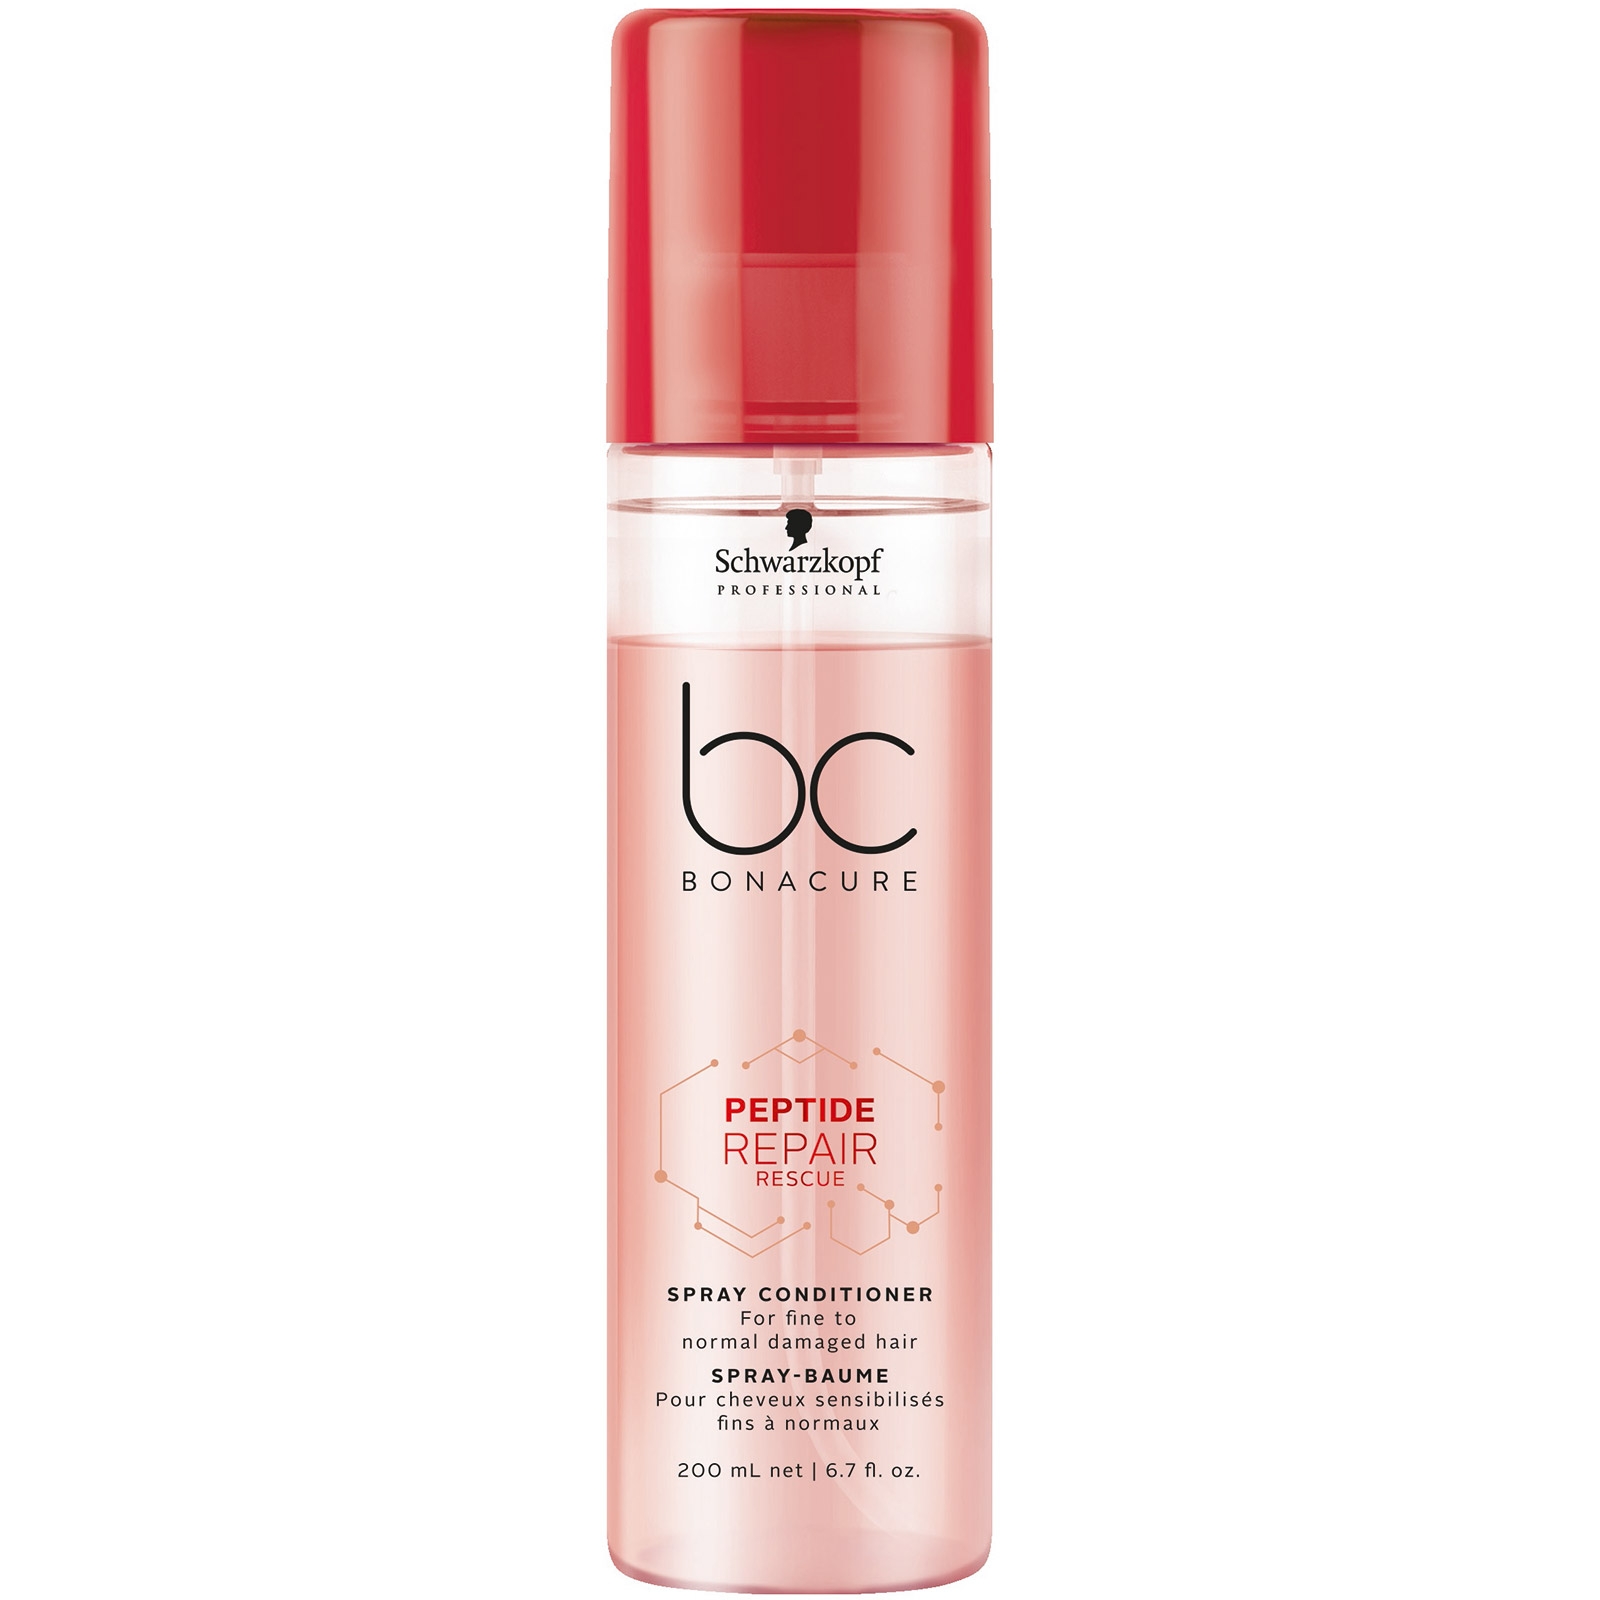 Schwarzkopf
PROFESSIONAL
bc
BONACURE
PEPTIDE
REPAIR
RESCUE
SPRAY CONDITIONER
For fine to
normal damaged hair
SPRAY-BAUME
Pour cheveux sensibilisés
fins à normaux
200 mL net | 6.7 fl. oz.